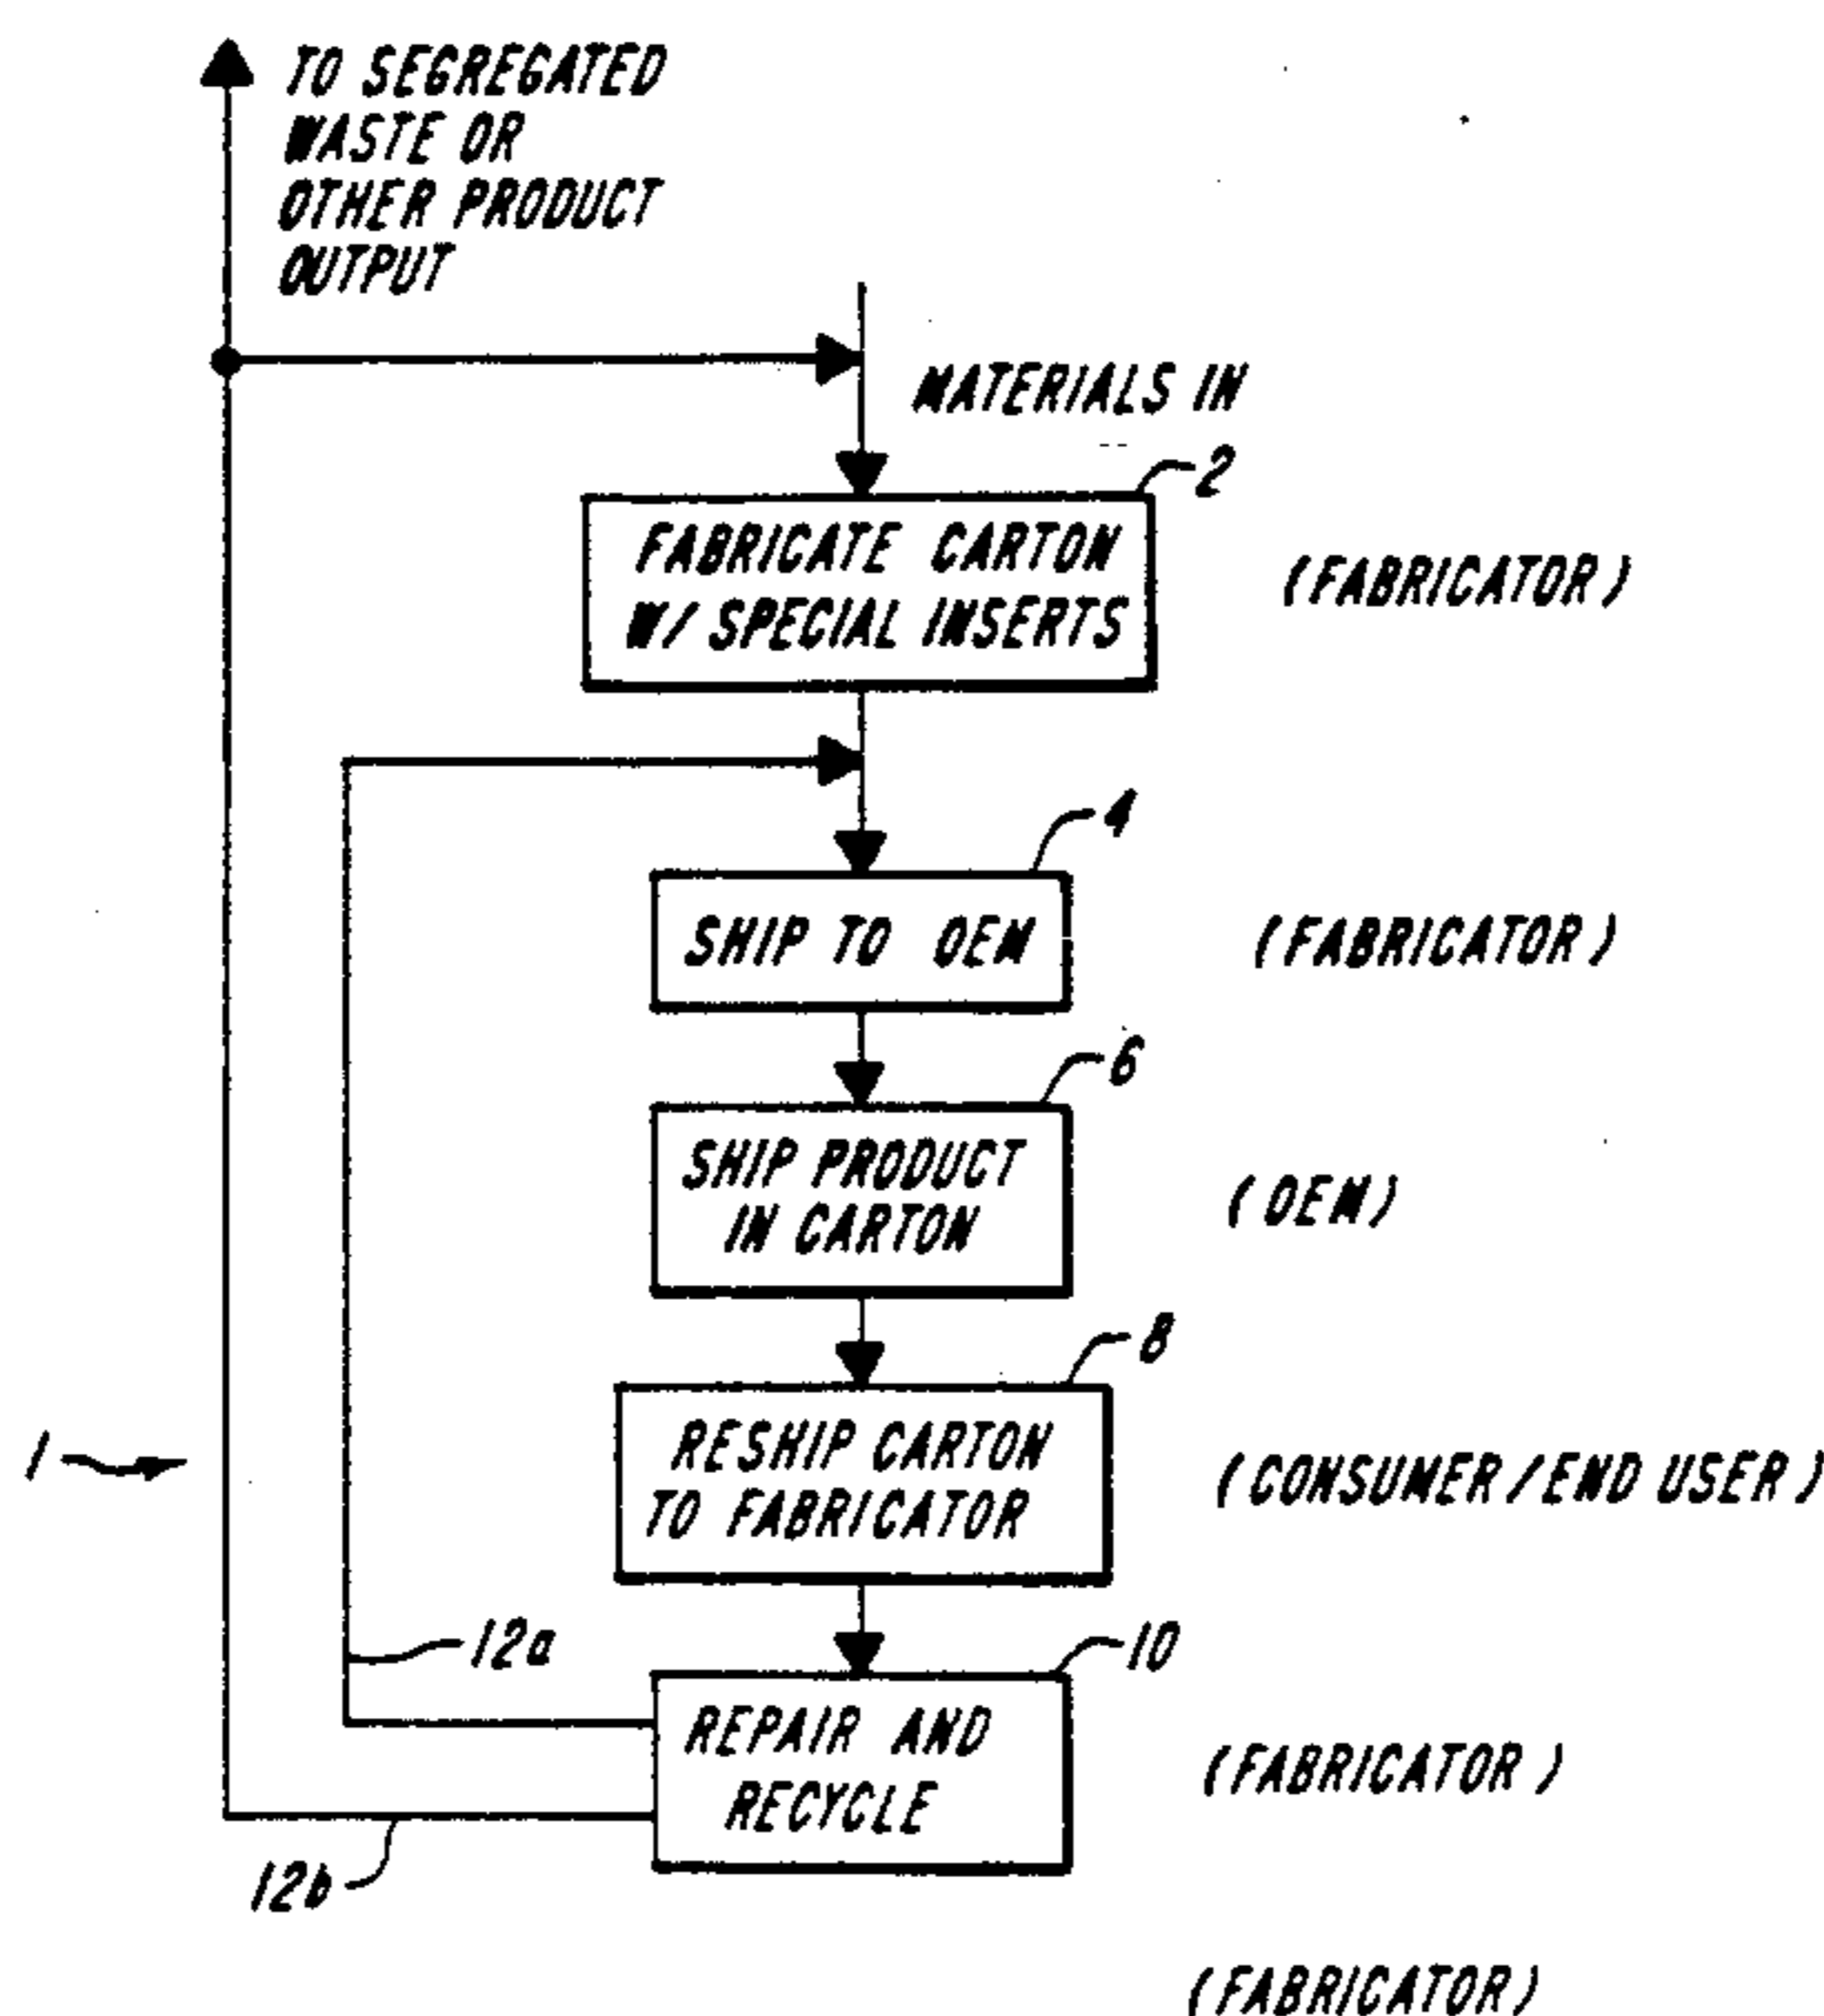 TO SEGREGATED
WASTE OR
OTHER PRODUCT
OUTPUT
MATERIALS IN
2
FABRICATE CARTON
W/ SPECIAL INSERTS
(FABRICATOR)
4
SHIP TO OEM
(FABRICATOR)
6
SHIP PRODUCT
IN CARTON
(OEM)
8
RESHIP CARTON
TO FABRICATOR
(CONSUMER/END USER)
1
12a
10
REPAIR AND
RECYCLE
(FABRICATOR)
12b
(FABRICATOR)